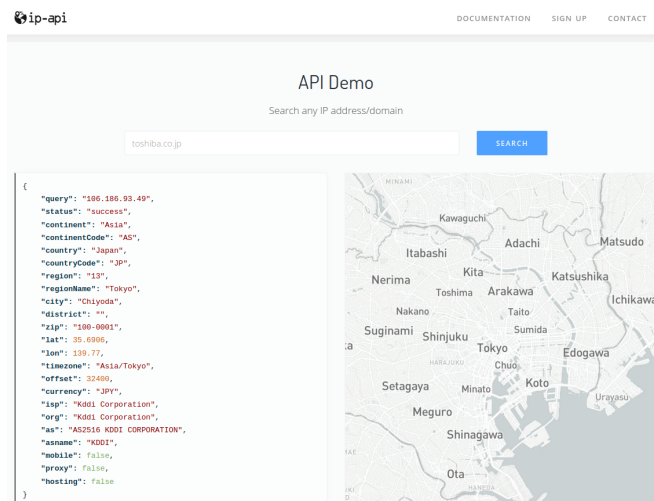 ip-api
DOCUMENTATION SIGN UP CONTACT
API Demo
Search any IP address/domain
toshiba.co.jp
SEARCH
{
"query": "106.186.93.49",
"status": "success",
"continent": "Asia",
"continentCode": "AS",
"country": "Japan",
"countryCode": "JP",
"region": "13",
"regionName": "Tokyo",
"city": "Chiyoda",
"district": "",
"zip": "100-0001",
"lat": 35.6906,
"lon": 139.77,
"timezone": "Asia/Tokyo",
"offset": 32400,
"currency": "JPY",
"isp": "Kddi Corporation",
"org": "Kddi Corporation",
"as": "AS2516 KDDI CORPORATION",
"asname": "KDDI",
"mobile": false,
"proxy": false,
"hosting": false
}
MINAMI
Kawaguchi
Adachi
Matsudo
Itabashi
Kita
Katsushika
Nerima
Toshima
Arakawa
Ichikawa
Nakano
Taito
Suginami
Shinjuku
Sumida
Tokyo
Edogawa
HARAJUKU
Chuo
Setagaya
Minato
Koto
Urayasu
Meguro
Shinagawa
Ota
HANEDA